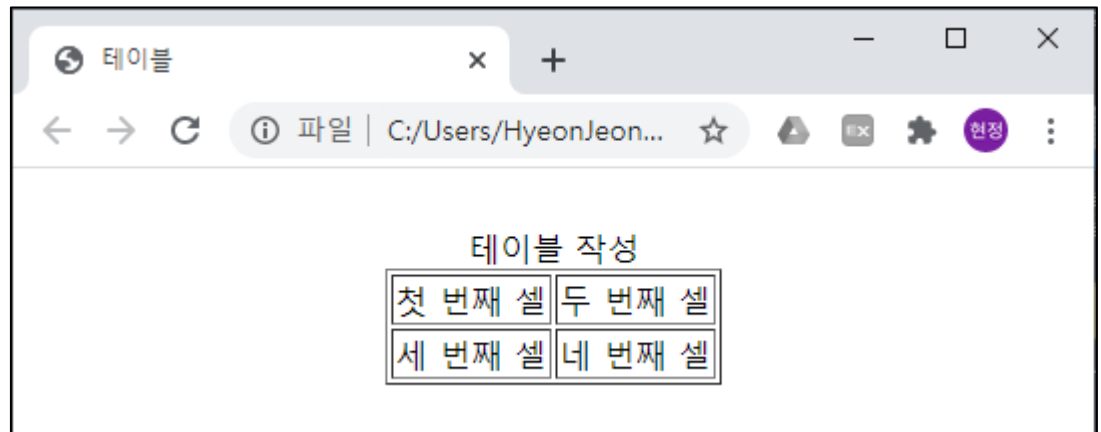 테이블
파일 | C:/Users/HyeonJeon...
EX
현정
테이블 작성
첫 번째 셀 두 번째 셀
세 번째 셀 네 번째 셀